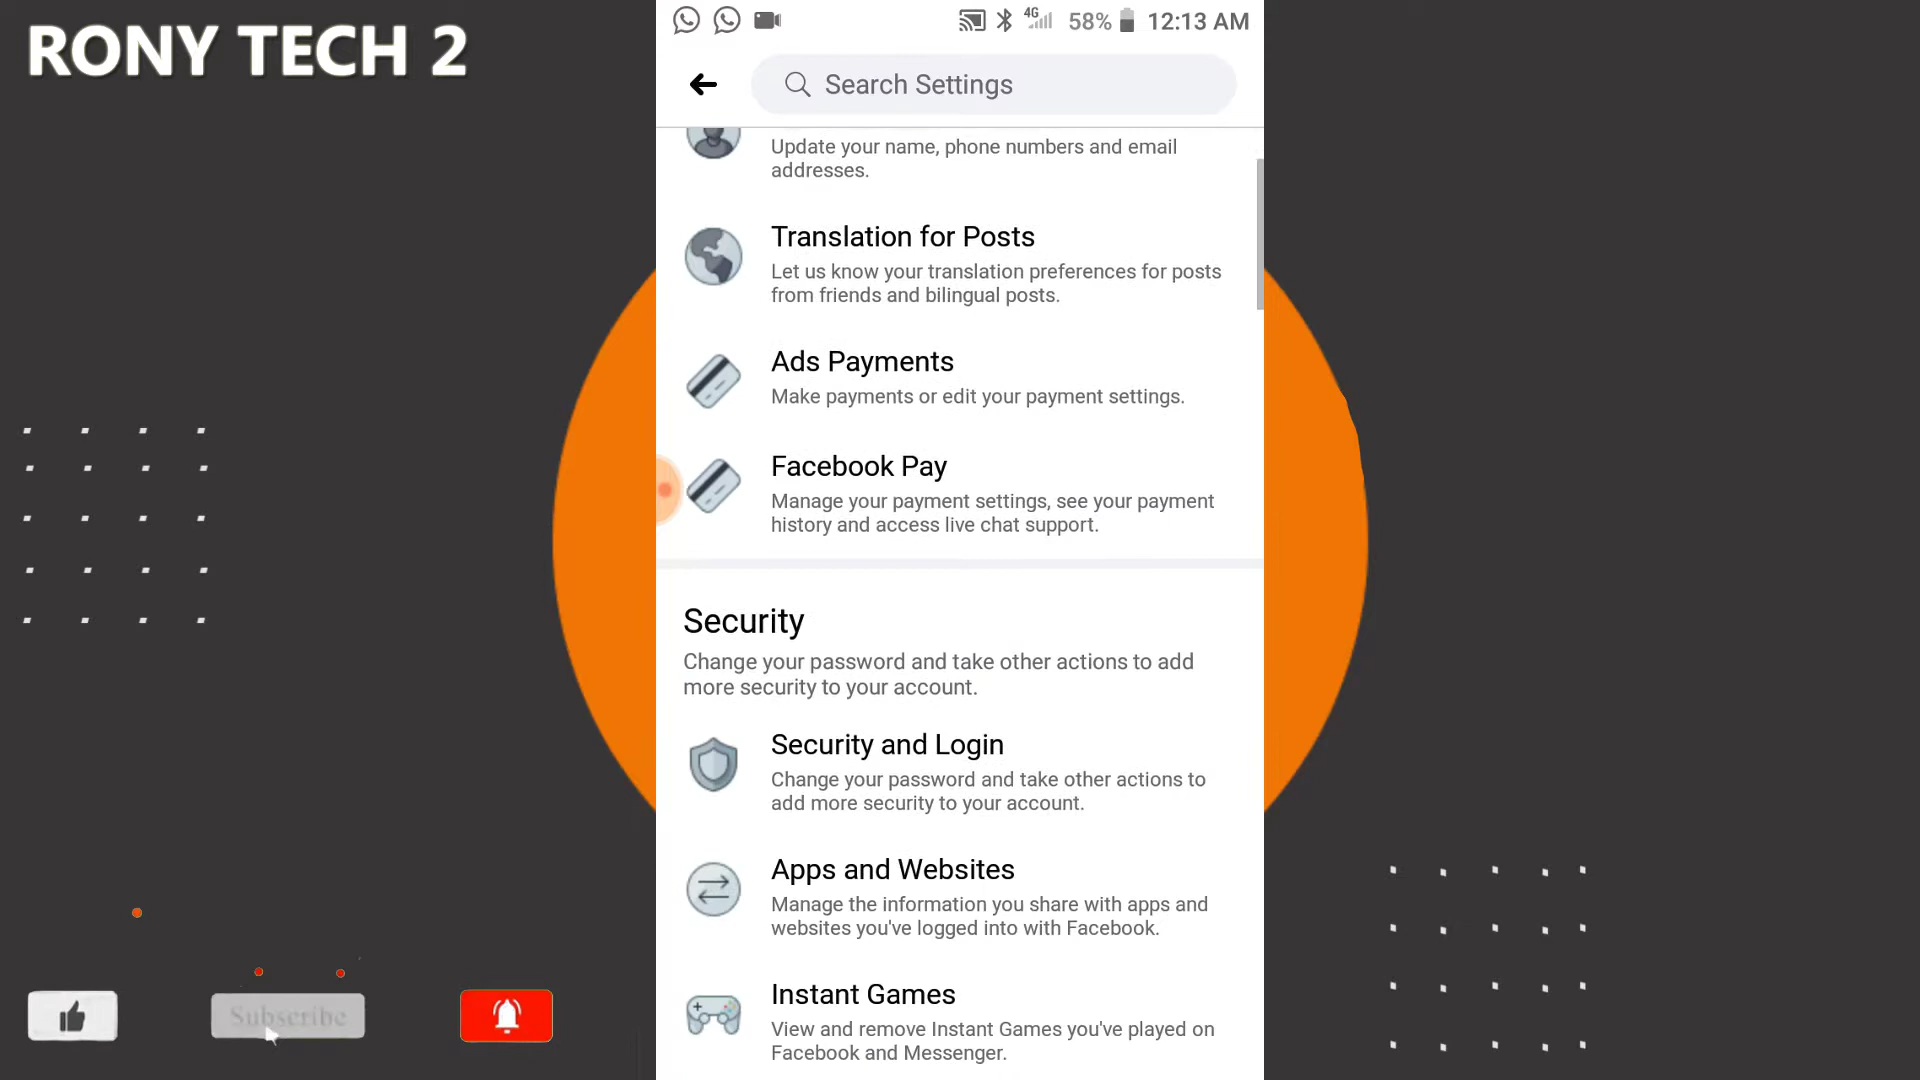 RONY TECH 2
4G
58%
12:13 AM
Search Settings
Update your name, phone numbers and email
addresses.
Translation for Posts
Let us know your translation preferences for posts
from friends and bilingual posts.
Ads Payments
Make payments or edit your payment settings.
Facebook Pay
Manage your payment settings, see your payment
history and access live chat support.
Security
Change your password and take other actions to add
more security to your account.
Security and Login
Change your password and take other actions to
add more security to your account.
Apps and Websites
Manage the information you share with apps and
websites you've logged into with Facebook.
Instant Games
View and remove Instant Games you've played on
Facebook and Messenger.
Subscribe